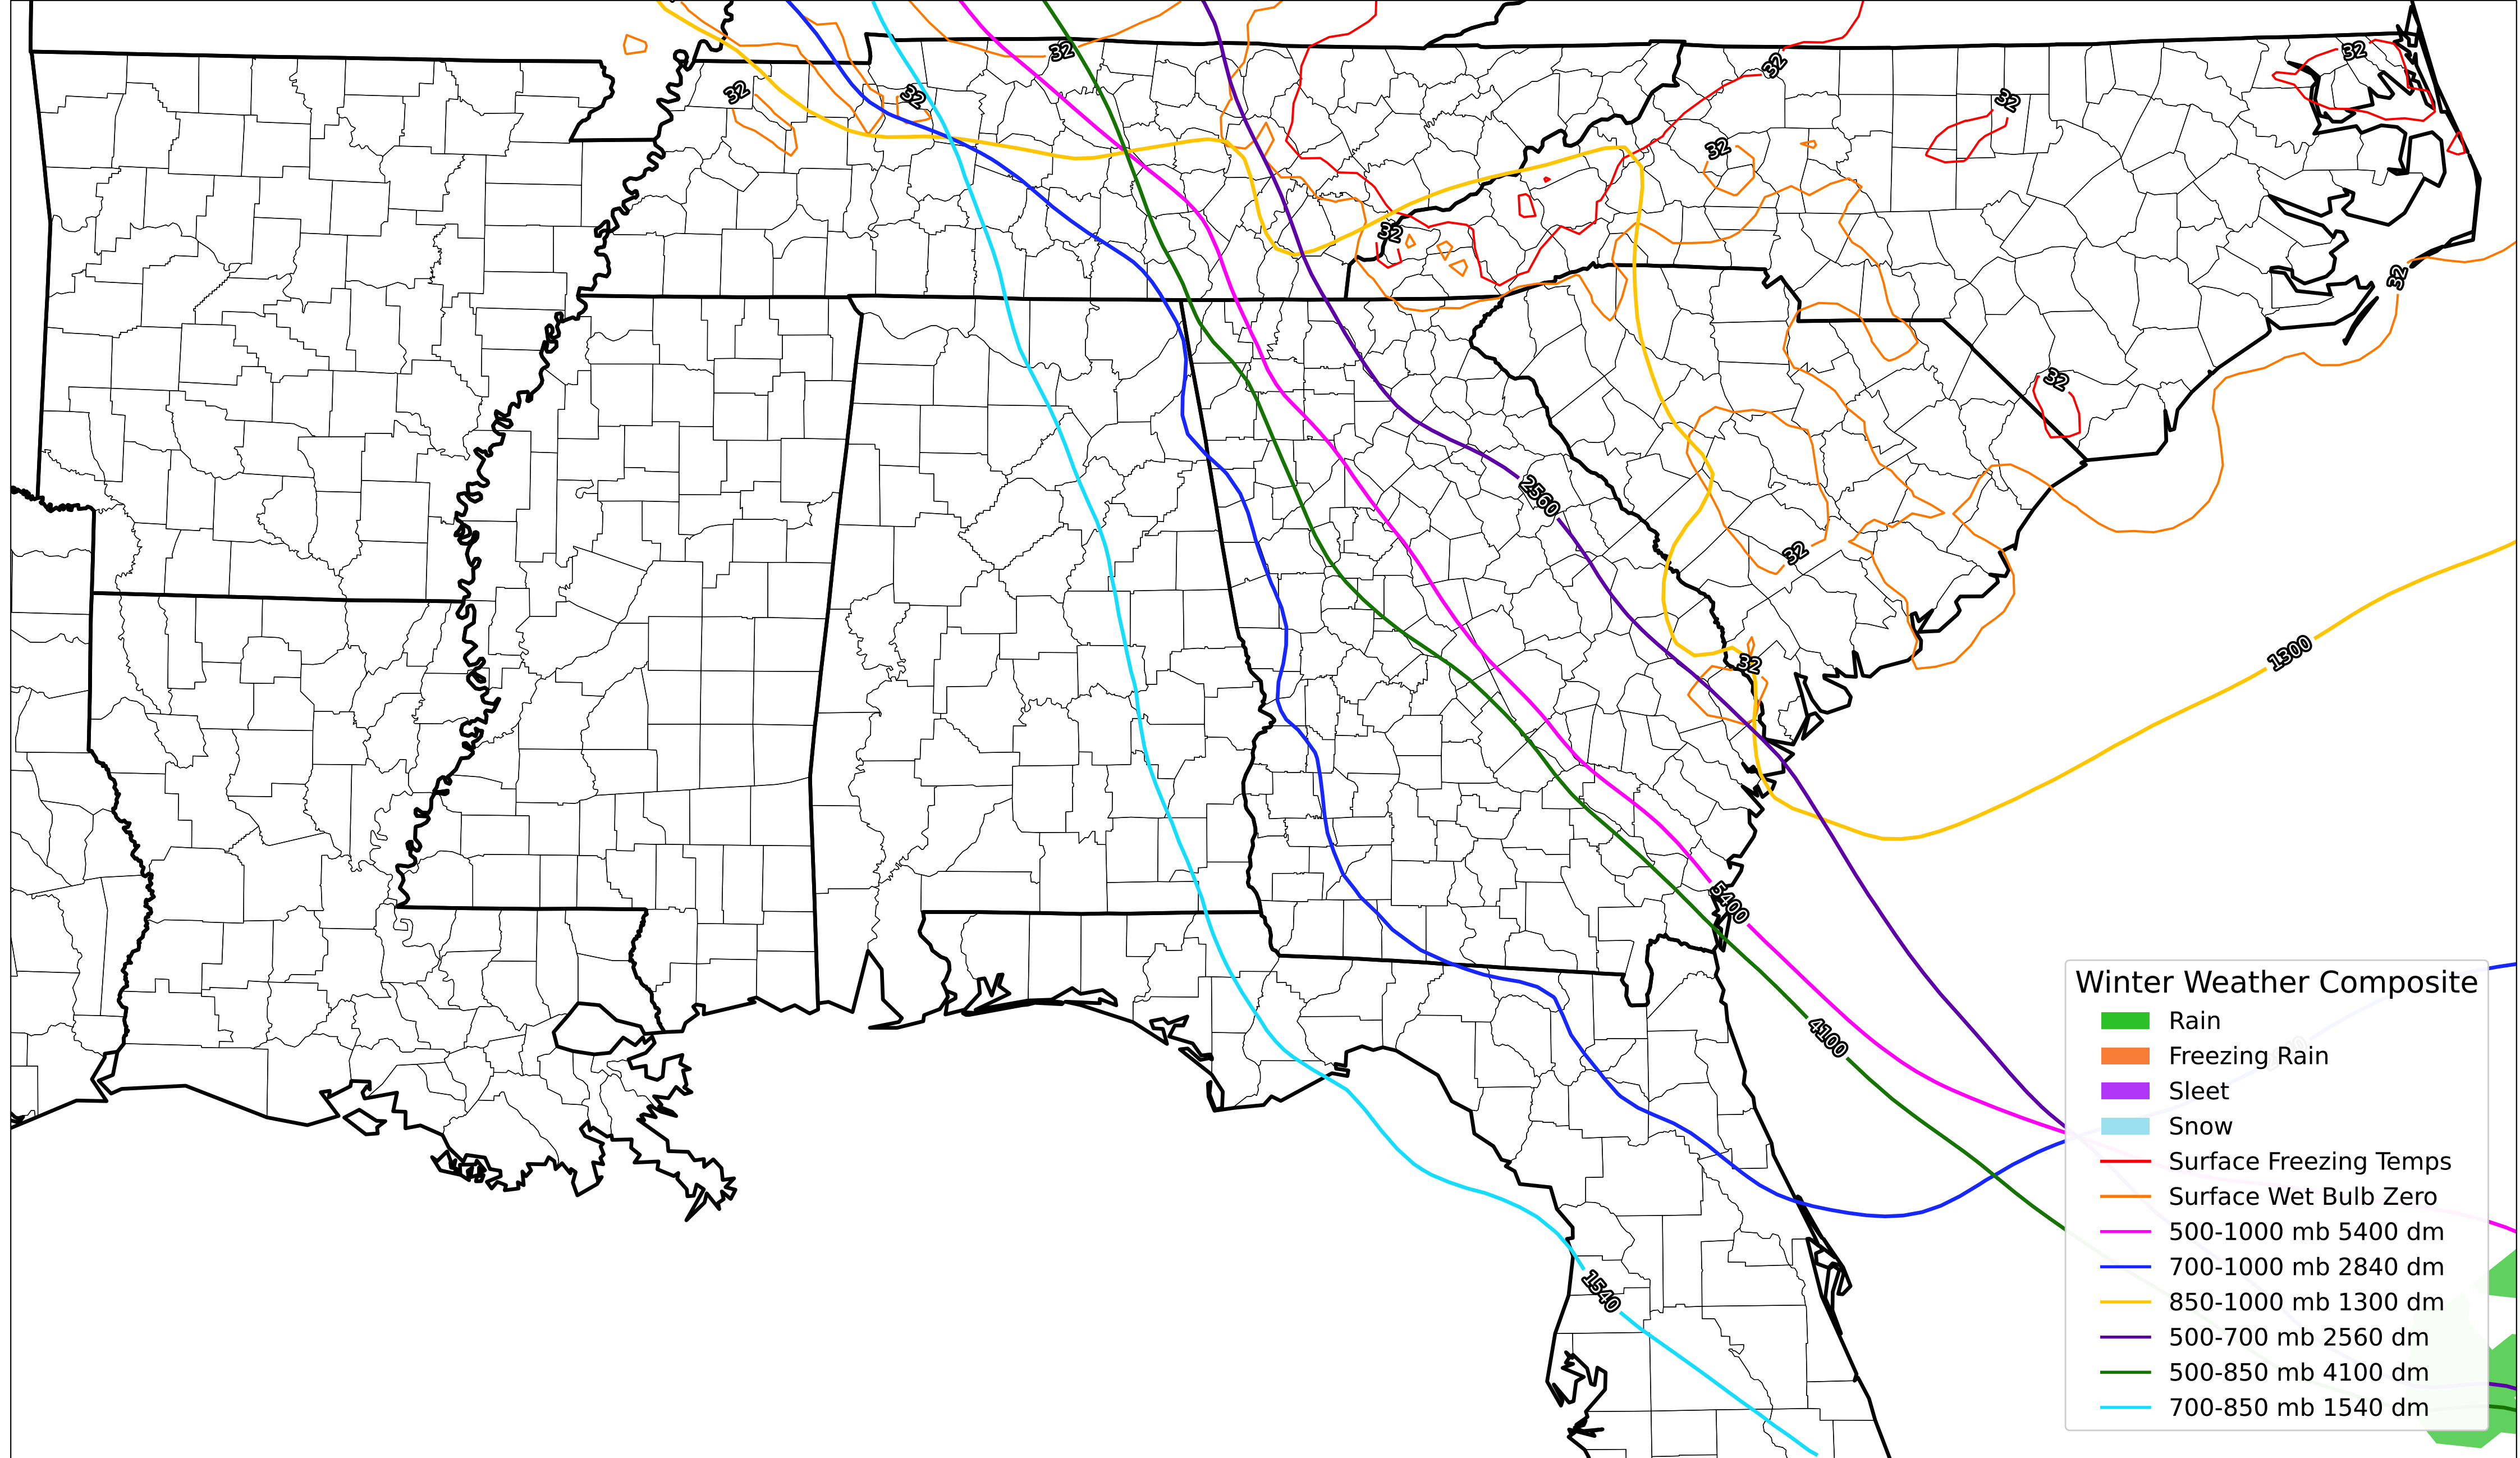 32
32
32
32
32
32
32
32
32
32
2560
32
32
1300
5400
4100
1540
Winter Weather Composite
Rain
Freezing Rain
Sleet
Snow
Surface Freezing Temps
Surface Wet Bulb Zero
500-1000 mb 5400 dm
700-1000 mb 2840 dm
850-1000 mb 1300 dm
500-700 mb 2560 dm
500-850 mb 4100 dm
700-850 mb 1540 dm